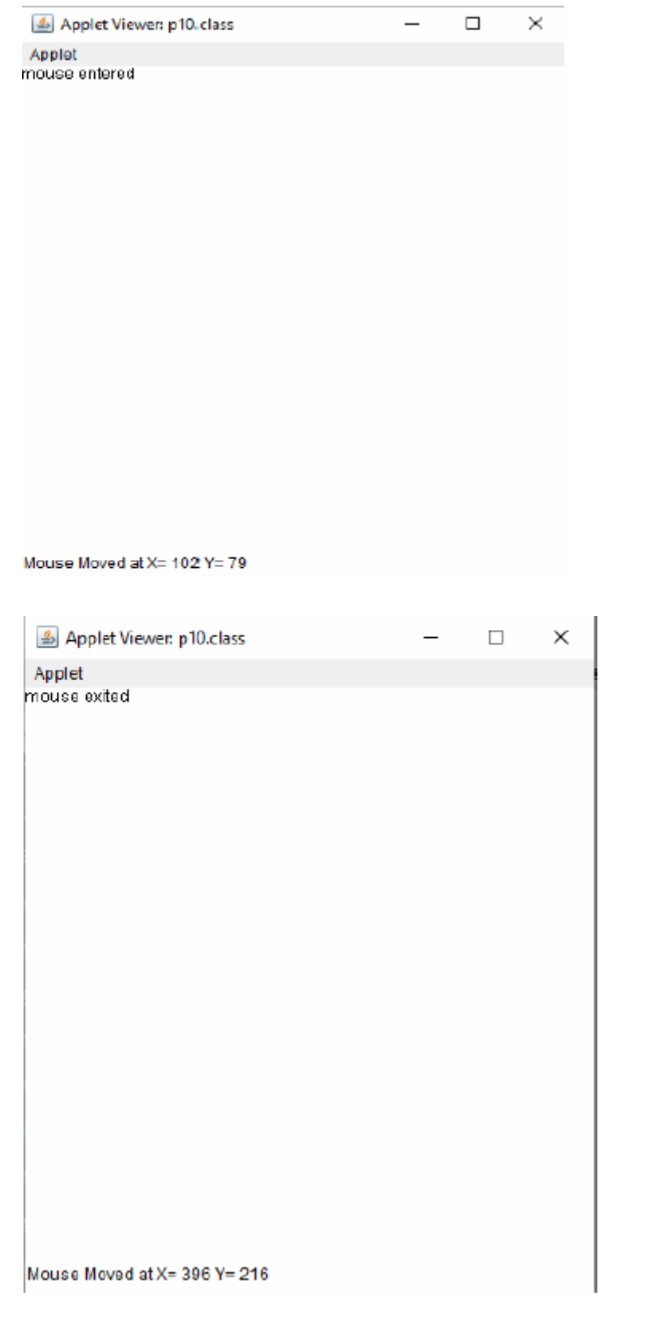 Applet Viewer: p10.class
Applet
mouse entered
Mouse Moved at X= 102 Y= 79
Applet Viewer: p10.class
Applet
mouse exited
Mouse Moved at X= 396 Y= 216